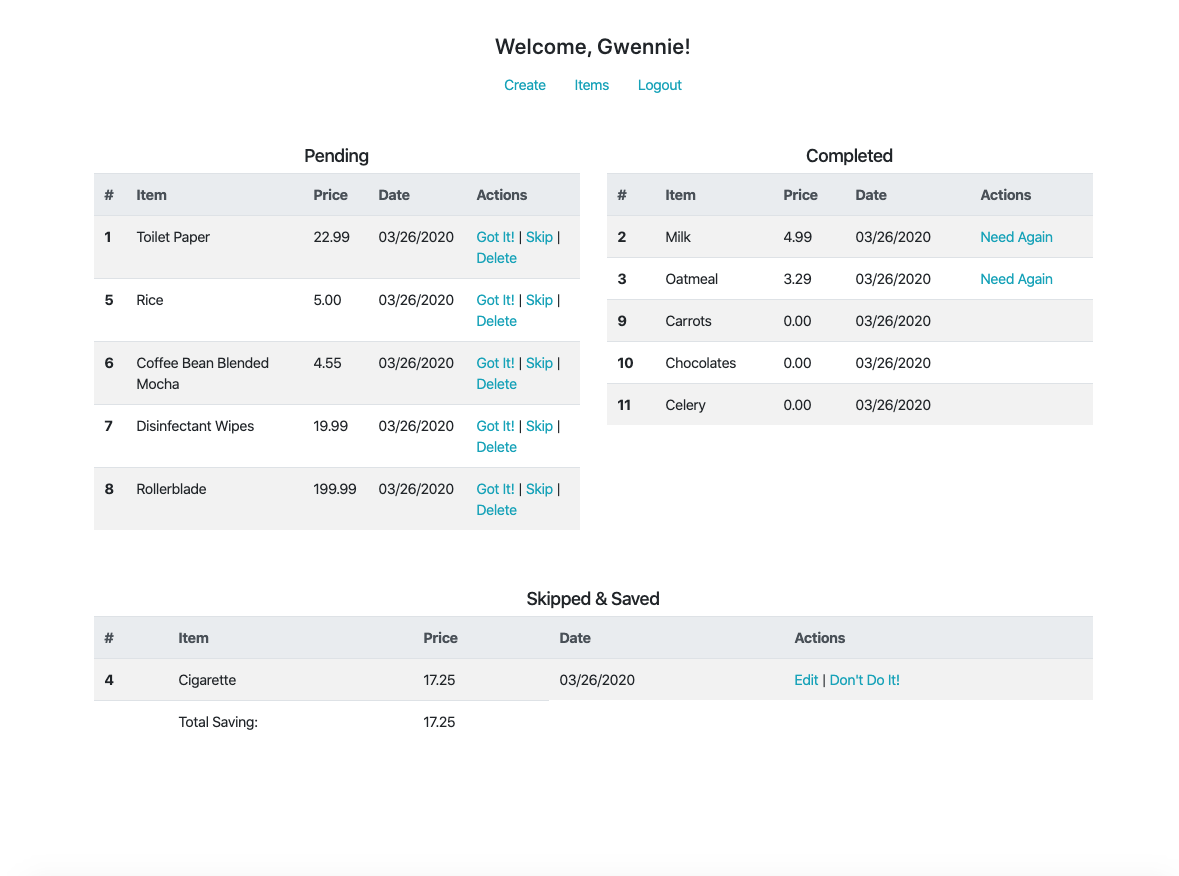 Welcome, Gwennie!
Create Items Logout
Pending
# Item Price Date Actions
1 Toilet Paper 22.99 03/26/2020 Got It! | Skip |
Delete
5 Rice 5.00 03/26/2020 Got It! | Skip |
Delete
6 Coffee Bean Blended 4.55 03/26/2020 Got It! | Skip |
Mocha Delete
7 Disinfectant Wipes 19.99 03/26/2020 Got It! | Skip |
Delete
8 Rollerblade 199.99 03/26/2020 Got It! | Skip |
Delete
Completed
# Item Price Date Actions
2 Milk 4.99 03/26/2020 Need Again
3 Oatmeal 3.29 03/26/2020 Need Again
9 Carrots 0.00 03/26/2020
10 Chocolates 0.00 03/26/2020
11 Celery 0.00 03/26/2020
Skipped & Saved
# Item Price Date Actions
4 Cigarette 17.25 03/26/2020 Edit | Don't Do It!
Total Saving: 17.25